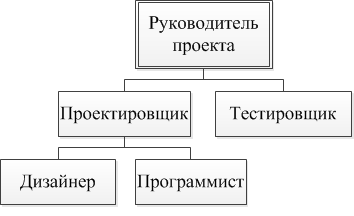 Руководитель
проекта
Проектировщик
Тестировщик
Дизайнер
Программист